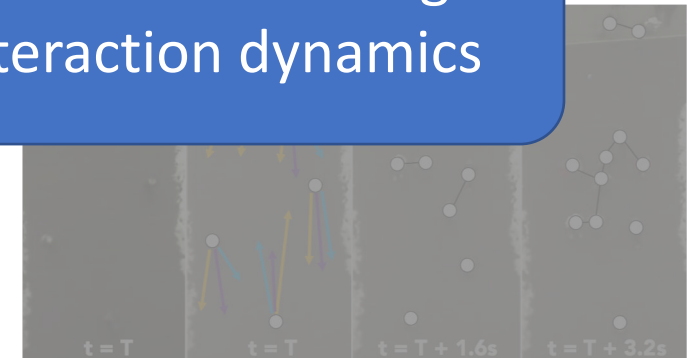 teraction dynamics
t = T
t = T
t = T + 1.6s
t = T + 3.2s